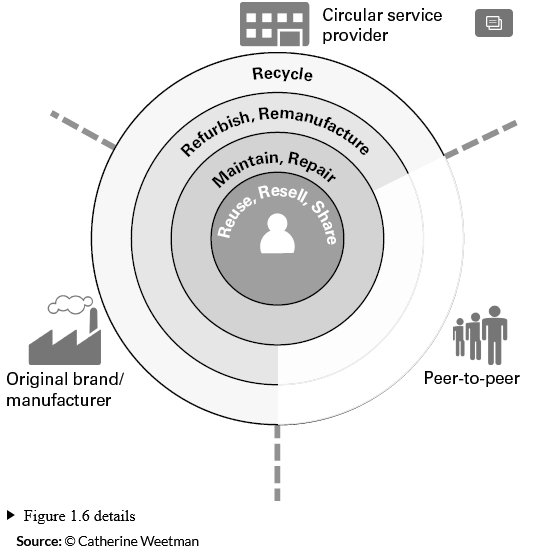 Circular service
provider
Recycle
Refurbish, Remanufacture
Maintain, Repair
Reuse, Resell, Share
Original brand/
manufacturer
Peer-to-peer
Figure 1.6 details
Source: © Catherine Weetman